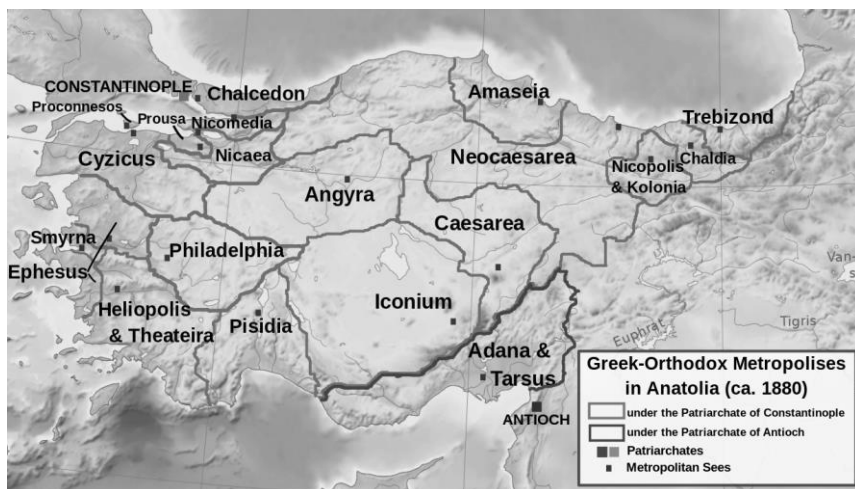 CONSTANTINOPLE
Chalcedon
Proconnesos
Prousa
Nicomedia
Cyzicus
Nicaea
Amaseia
Trebizond
Neocaesarea
Nicopolis
& Kolonia
Chaldia
Angyra
Caesarea
Smyrna
Ephesus
Philadelphia
Heliopolis
& Theateira
Pisidia
Iconium
Adana &
Tarsus
ANTIOCH
Van-
s
Euphrat
Tigris
Greek-Orthodox Metropolises
in Anatolia (ca. 1880)
under the Patriarchate of Constantinople
under the Patriarchate of Antioch
Patriarchates
Metropolitan Sees